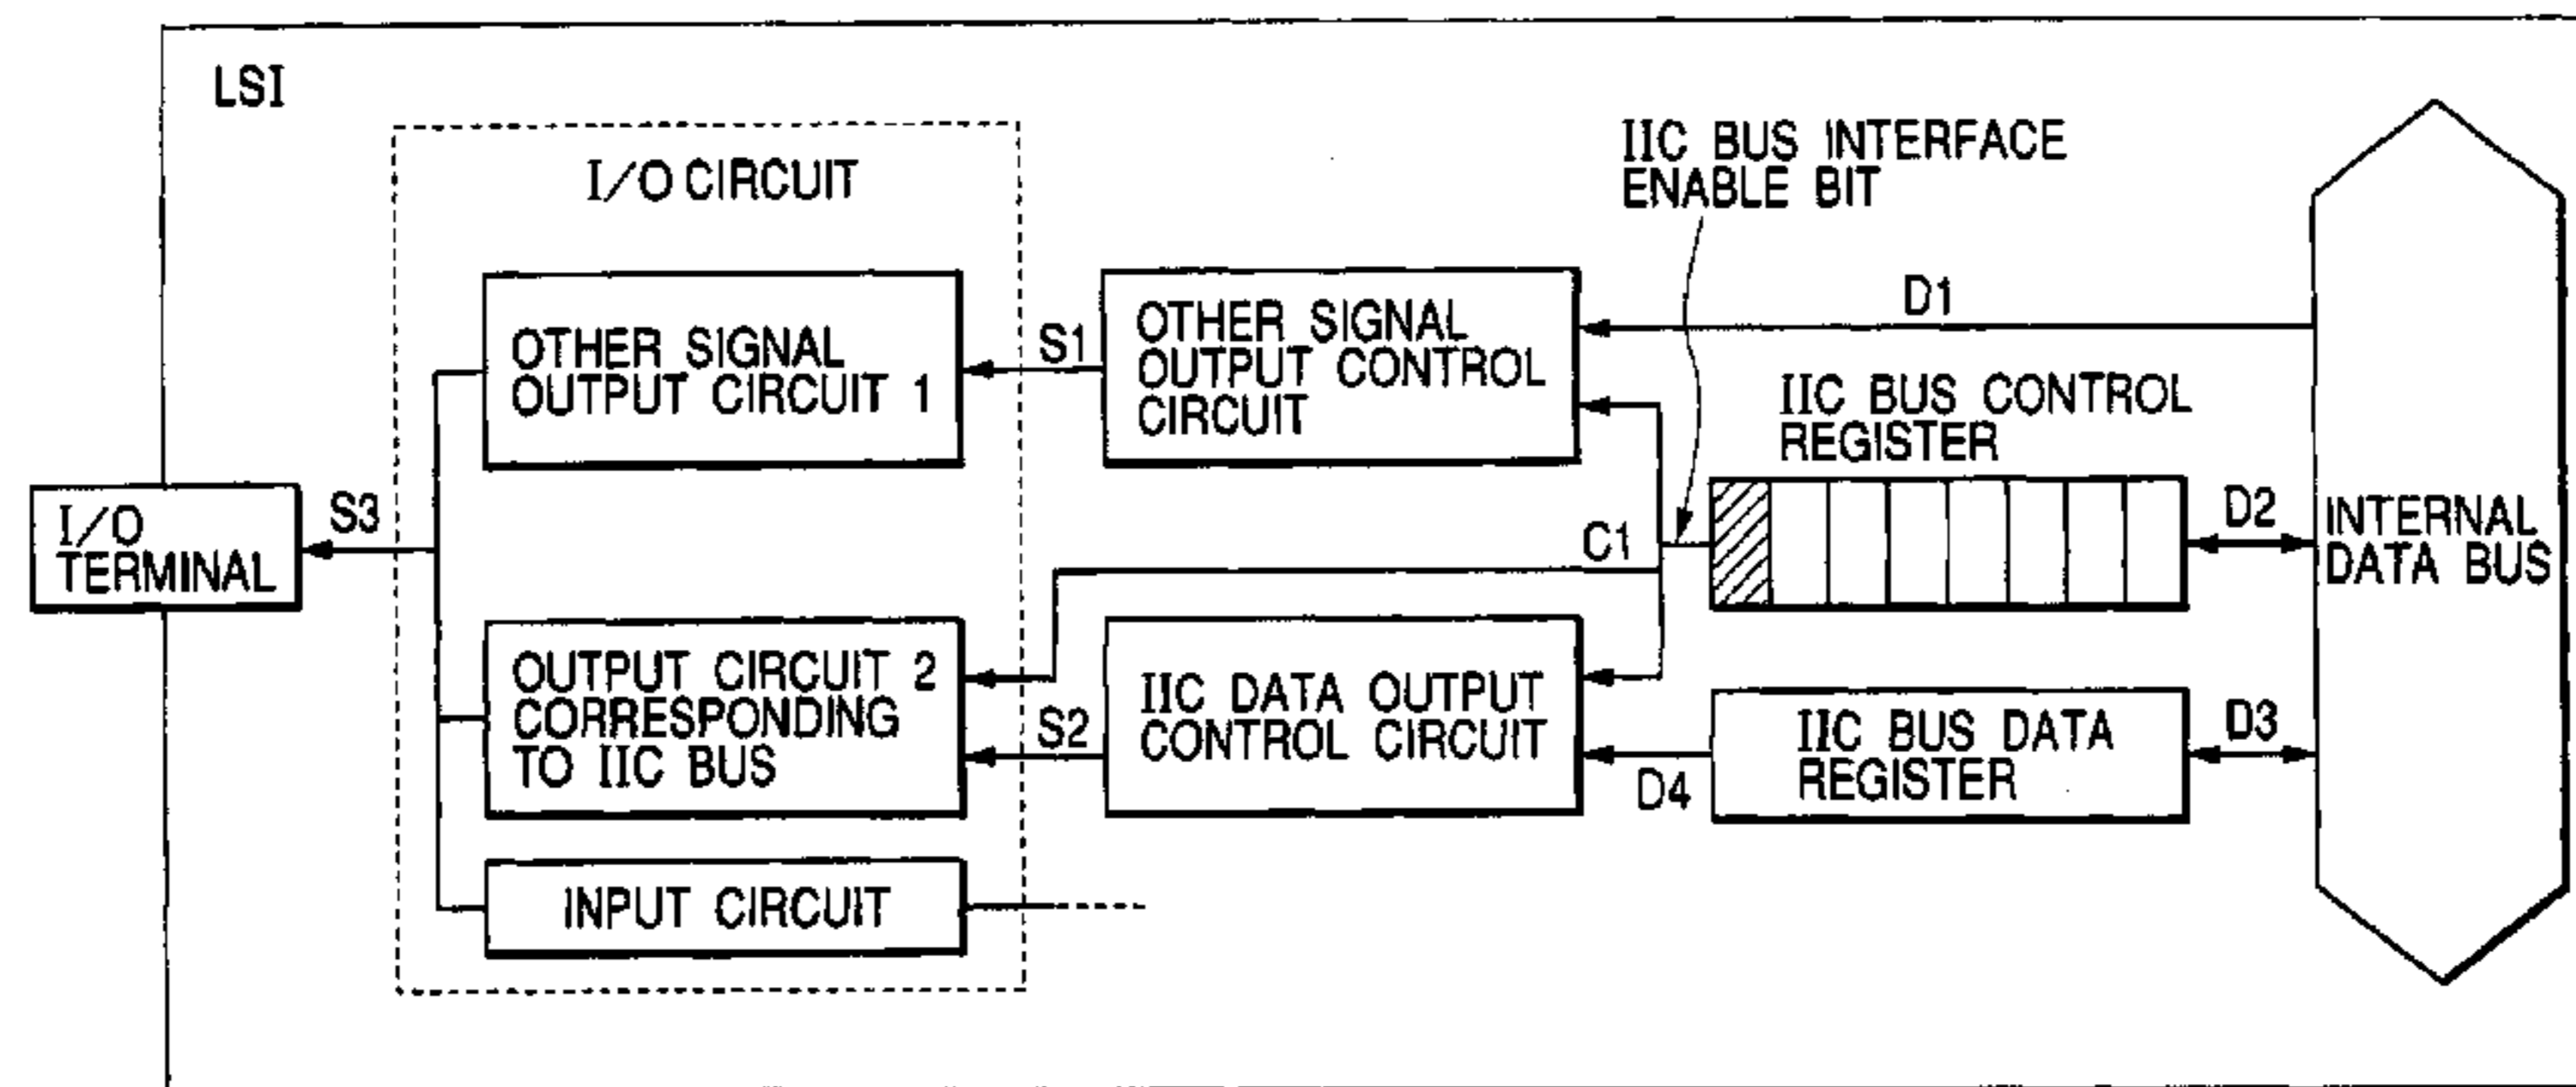 LSI
I/O CIRCUIT
IIC BUS INTERFACE
ENABLE BIT
OTHER SIGNAL
OUTPUT CIRCUIT 1
S1
OTHER SIGNAL
OUTPUT CONTROL
CIRCUIT
D1
IIC BUS CONTROL
REGISTER
I/O
TERMINAL
S3
C1
D2
INTERNAL
DATA BUS
OUTPUT CIRCUIT 2
CORRESPONDING
TO IIC BUS
S2
IIC DATA OUTPUT
CONTROL CIRCUIT
D4
IIC BUS DATA
REGISTER
D3
INPUT CIRCUIT